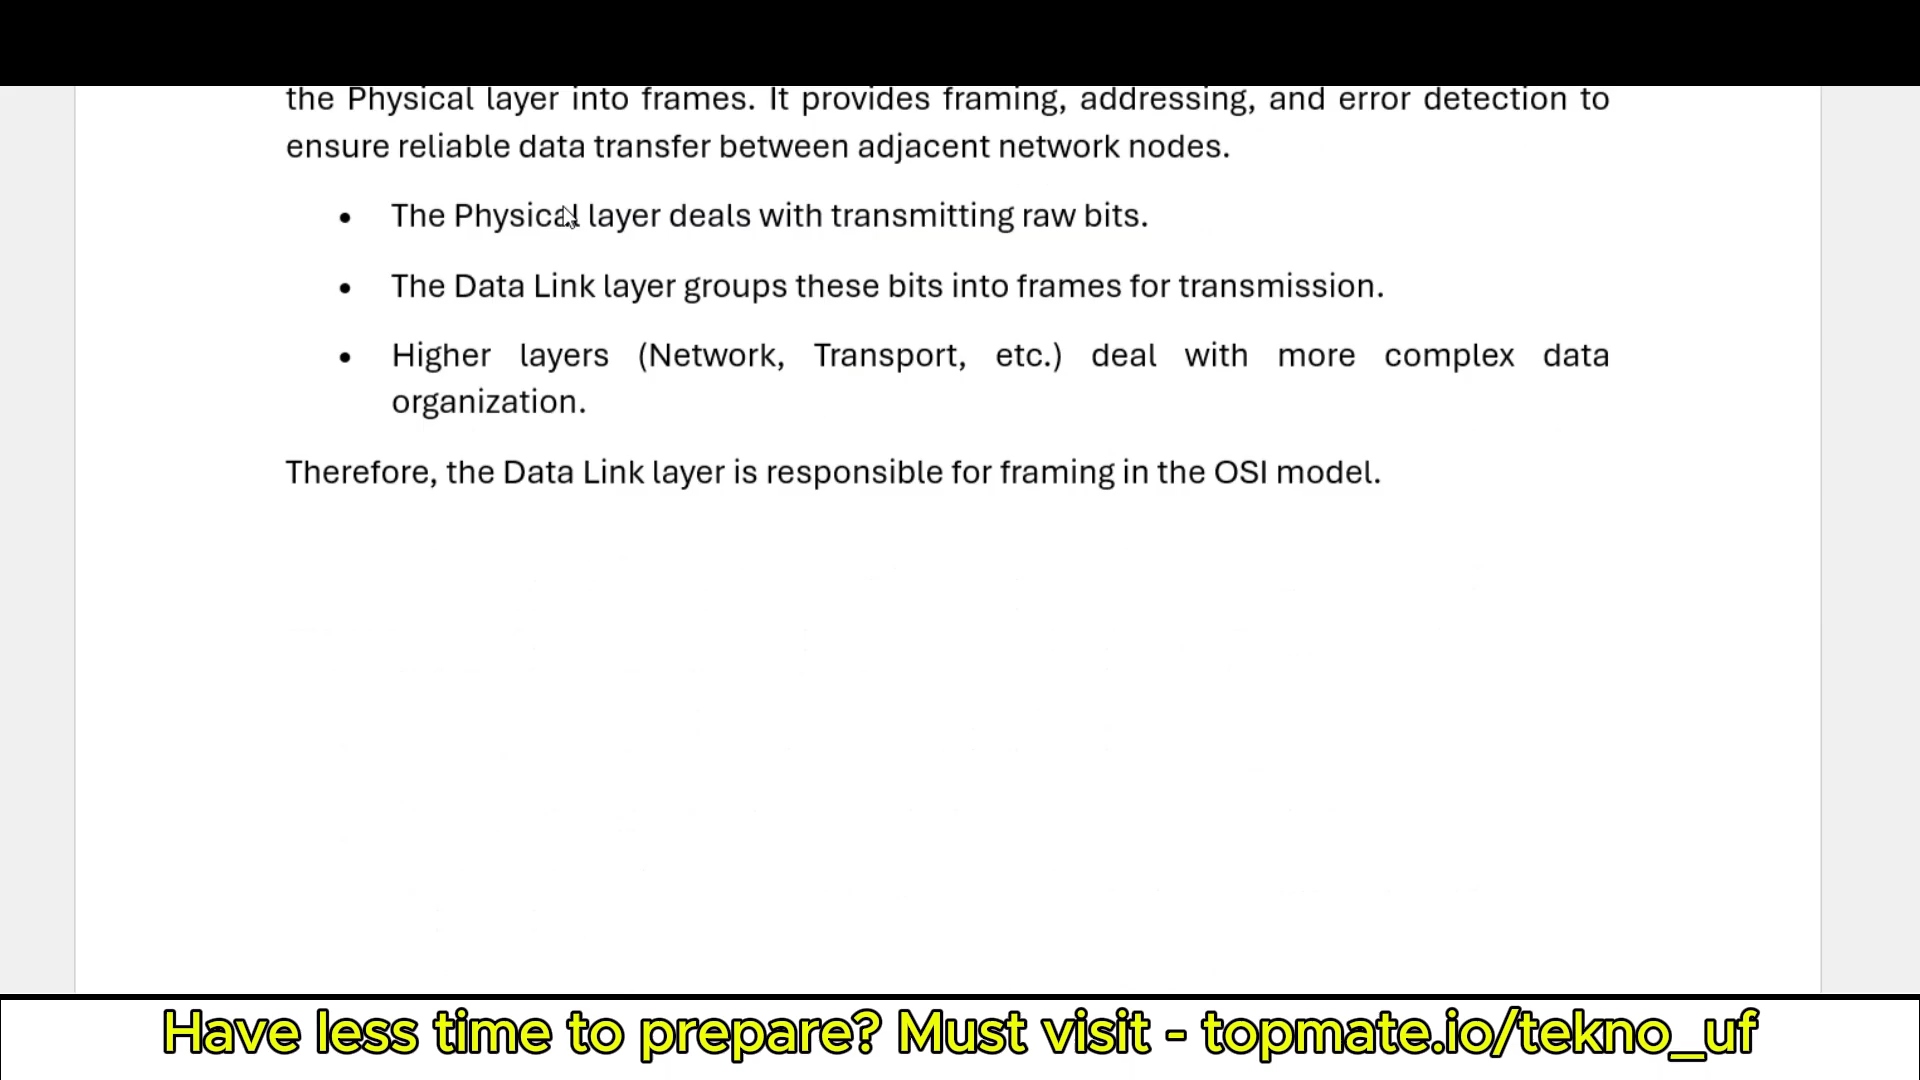 the Physical layer into frames. It provides framing, addressing, and error detection to
ensure reliable data transfer between adjacent network nodes.
• The Physical layer deals with transmitting raw bits.
• The Data Link layer groups these bits into frames for transmission.
• Higher layers (Network, Transport, etc.) deal with more complex data
organization.
Therefore, the Data Link layer is responsible for framing in the OSI model.
Have less time to prepare? Must visit - topmate.io/tekno_uf